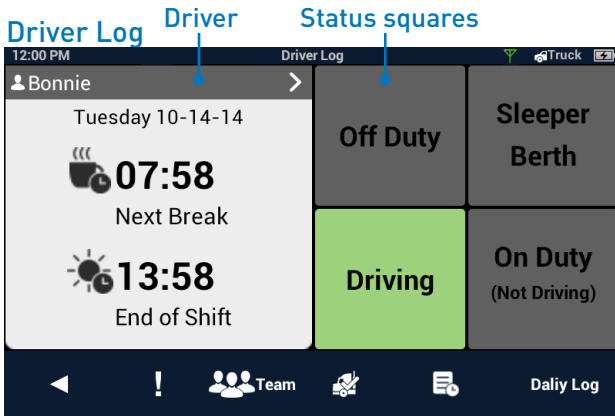 Driver Log
Driver
Status squares
12:00 PM
Driver Log
Truck
Bonnie
Tuesday 10-14-14
07:58
Next Break
13:58
End of Shift
Off Duty
Sleeper
Berth
Driving
On Duty
(Not Driving)
!
Team
Daliy Log